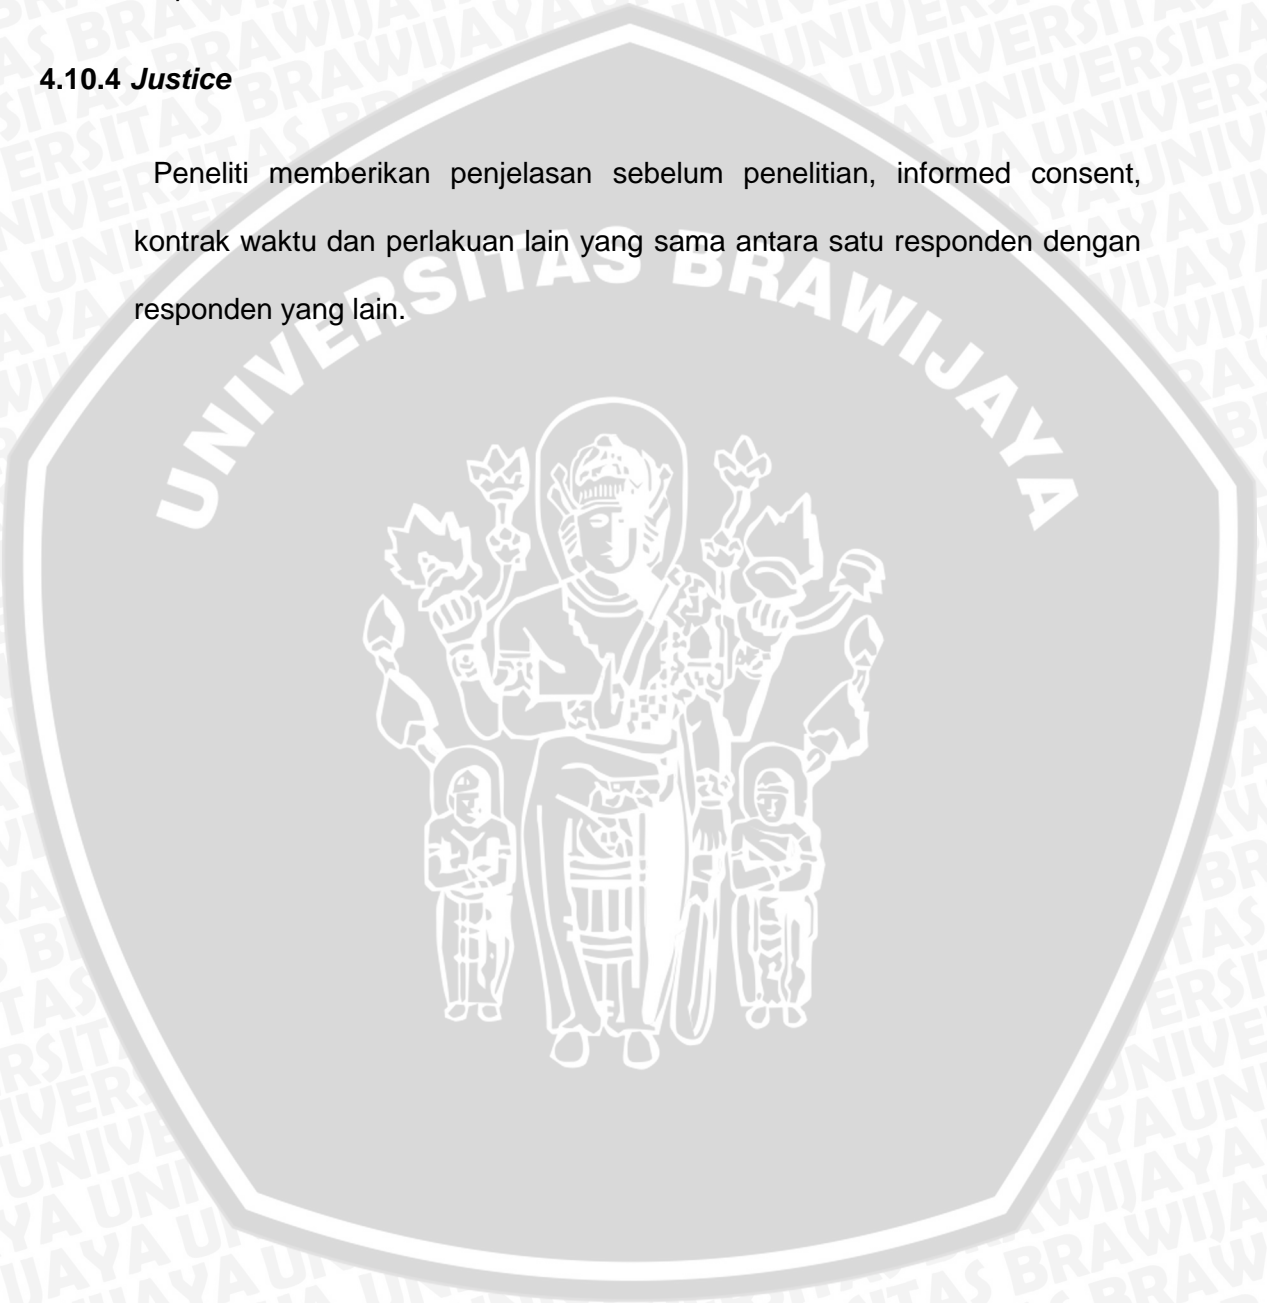 4.10.4 Justice
Peneliti memberikan penjelasan sebelum penelitian, informed consent,
kontrak waktu dan perlakuan lain yang sama antara satu responden dengan
responden yang lain.
UNIVERSITAS BRAWIJAYA